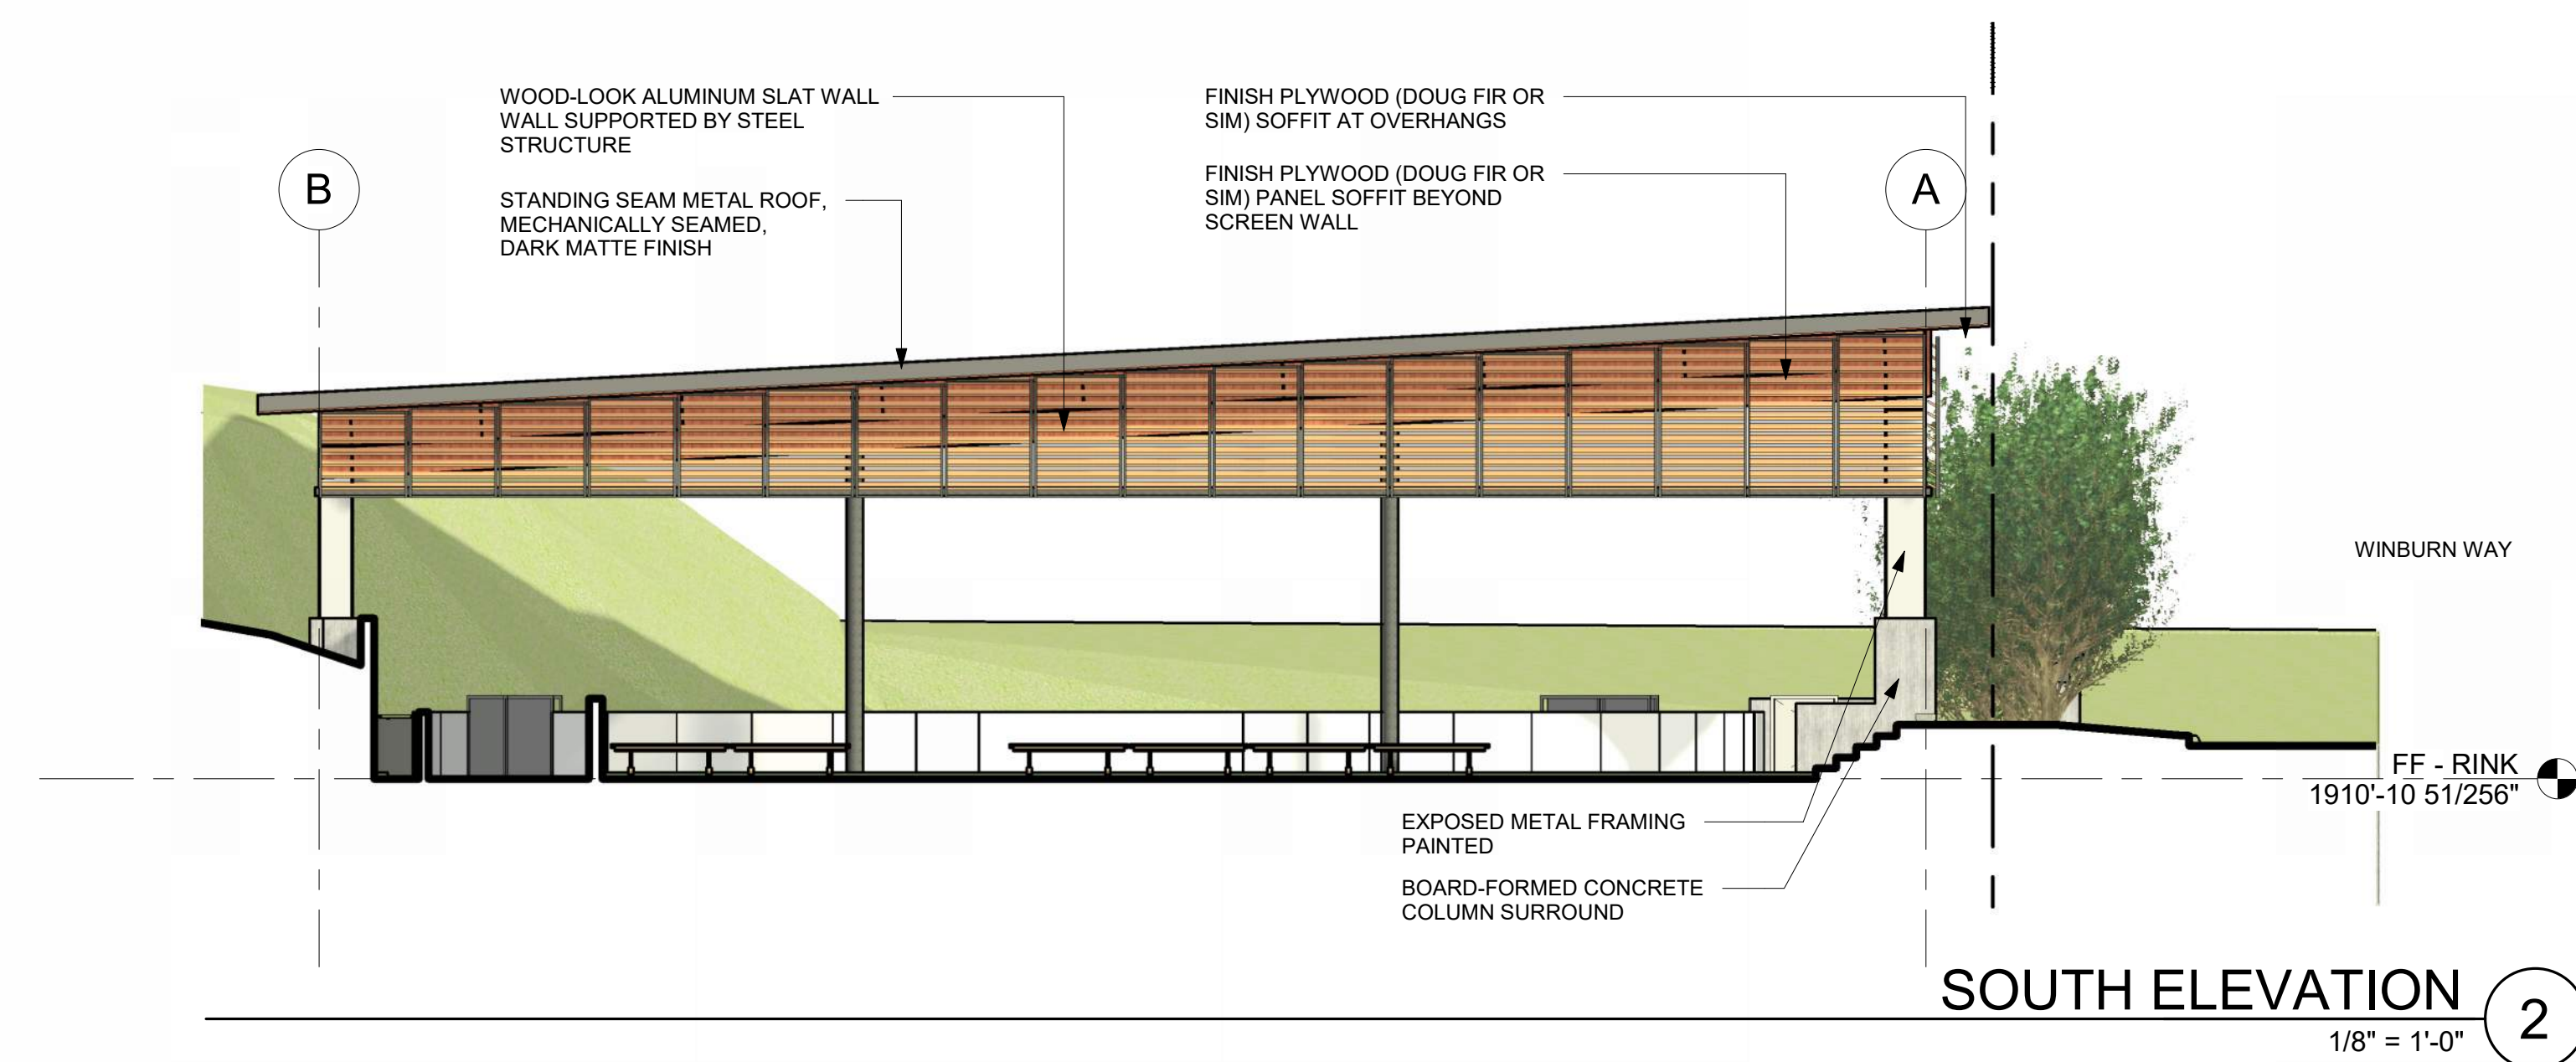 WOOD-LOOK ALUMINUM SLAT WALL
WALL SUPPORTED BY STEEL
STRUCTURE
STANDING SEAM METAL ROOF,
MECHANICALLY SEAMED,
DARK MATTE FINISH
FINISH PLYWOOD (DOUG FIR OR
SIM) SOFFIT AT OVERHANGS
FINISH PLYWOOD (DOUG FIR OR
SIM) PANEL SOFFIT BEYOND
SCREEN WALL
B
A
WINBURN WAY
FF - RINK
1910'-10 51/256"
EXPOSED METAL FRAMING
PAINTED
BOARD-FORMED CONCRETE
COLUMN SURROUND
SOUTH ELEVATION
2
1/8" = 1'-0"